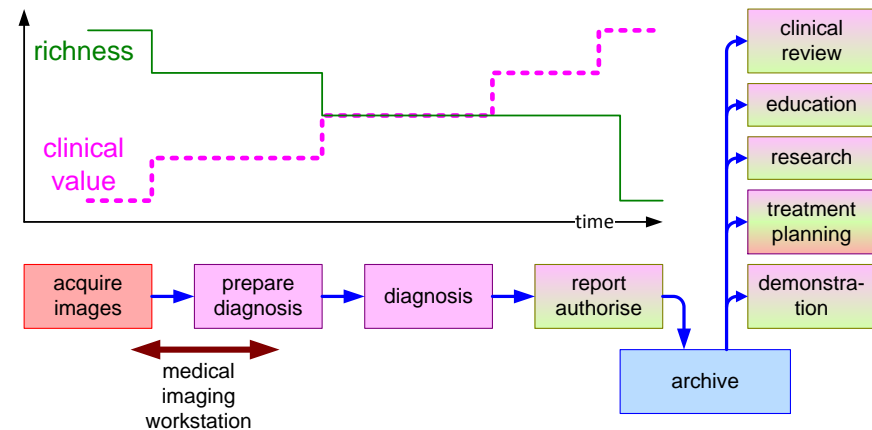 richness
clinical
value
time
acquire
images
prepare
diagnosis
diagnosis
report
authorise
medical
imaging
workstation
archive
clinical
review
education
research
treatment
planning
demonstra-
tion